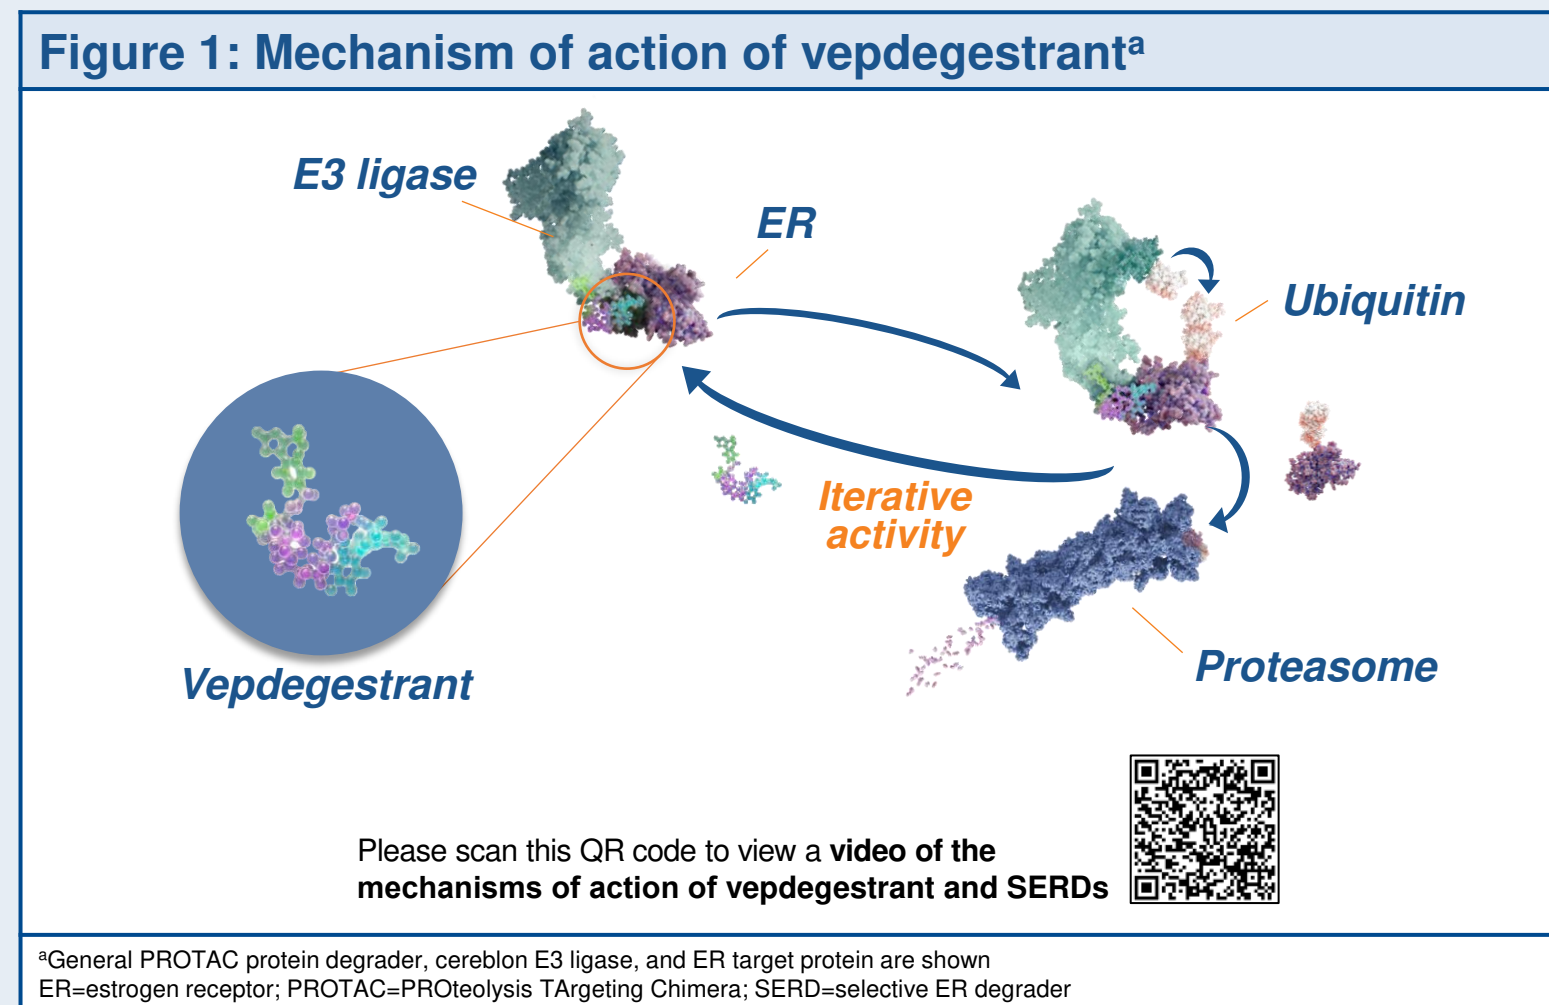 Figure 1: Mechanism of action of vepdegestrantᵃ
E3 ligase
ER
Ubiquitin
Iterative
activity
Vepdegestrant
Proteasome
Please scan this QR code to view a video of the
mechanisms of action of vepdegestrant and SERDs
ᵃGeneral PROTAC protein degrader, cereblon E3 ligase, and ER target protein are shown
ER=estrogen receptor; PROTAC=PROteolysis TArgeting Chimera; SERD=selective ER degrader